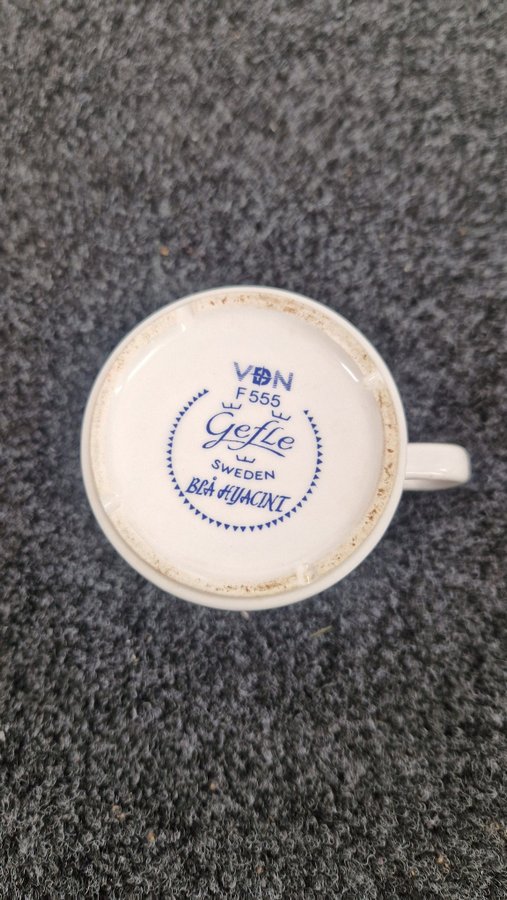 VDN
F 555
Gefle
SWEDEN
BLÅ HYACINT